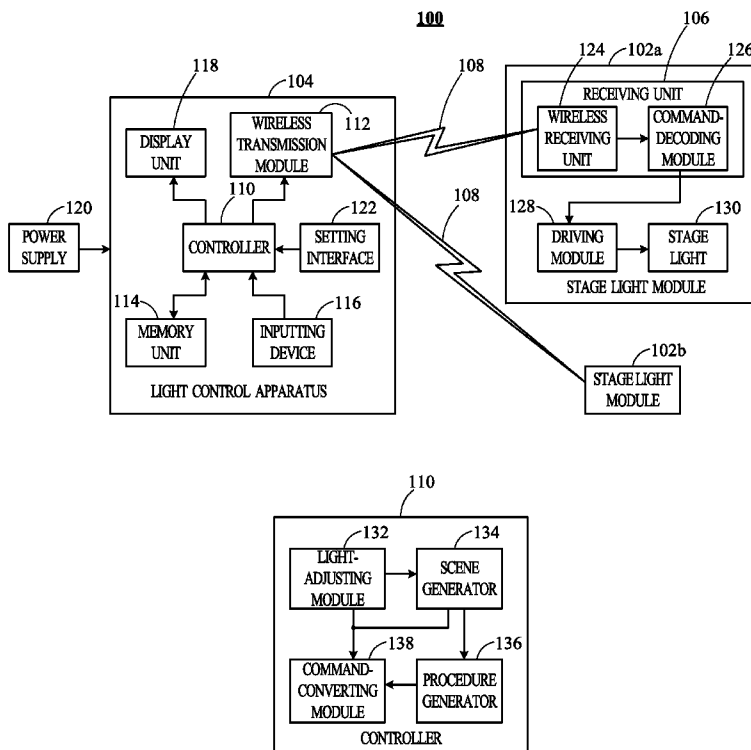 100
106
118
104
108
124
102a
126
112
RECEIVING UNIT
DISPLAY
UNIT
WIRELESS
TRANSMISSION
MODULE
WIRELESS
RECEIVING
UNIT
COMMAND-
DECODING
MODULE
110
120
122
108
128
130
POWER
SUPPLY
CONTROLLER
SETTING
INTERFACE
DRIVING
MODULE
STAGE
LIGHT
114
116
STAGE LIGHT MODULE
MEMORY
UNIT
INPUTTING
DEVICE
102b
LIGHT CONTROL APPARATUS
STAGE LIGHT
MODULE
110
132
134
LIGHT-
ADJUSTING
MODULE
SCENE
GENERATOR
138
136
COMMAND-
CONVERTING
MODULE
PROCEDURE
GENERATOR
CONTROLLER